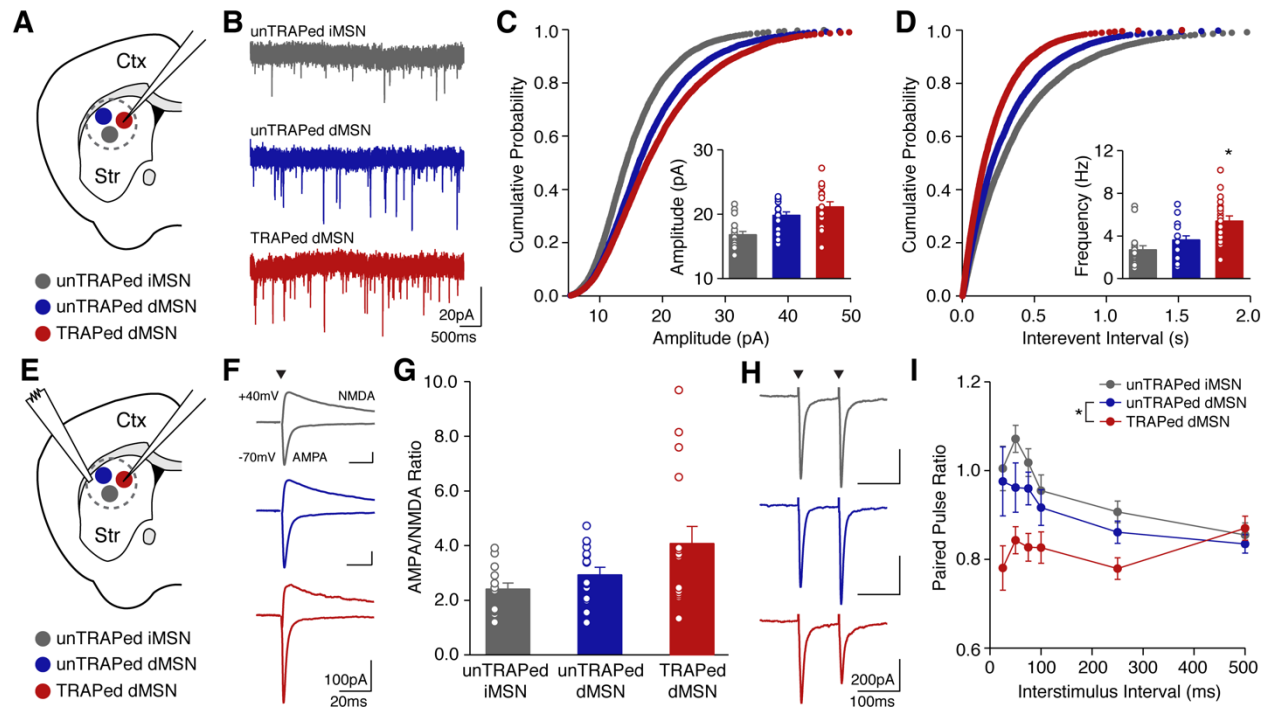 A
Ctx
Str
unTRAPed iMSN
unTRAPed dMSN
TRAPed dMSN
B
unTRAPed iMSN
unTRAPed dMSN
TRAPed dMSN
20pA
500ms
C
Cumulative Probability
1.0
0.8
0.6
0.4
0.2
0.0
10
20
30
40
50
Amplitude (pA)
Amplitude (pA)
30
20
10
D
Cumulative Probability
1.0
0.8
0.6
0.4
0.2
0.0
0.0
0.5
1.0
1.5
2.0
Interevent Interval (s)
Frequency (Hz)
12
8
4
0
*
E
Ctx
Str
unTRAPed iMSN
unTRAPed dMSN
TRAPed dMSN
F
+40mV
NMDA
-70mV
AMPA
100pA
20ms
G
AMPA/NMDA Ratio
10.0
8.0
6.0
4.0
2.0
0.0
unTRAPed
iMSN
unTRAPed
dMSN
TRAPed
dMSN
H
200pA
100ms
I
Paired Pulse Ratio
1.2
1.0
0.8
0.6
0
100
200
300
400
500
Interstimulus Interval (ms)
unTRAPed iMSN
unTRAPed dMSN
TRAPed dMSN
*